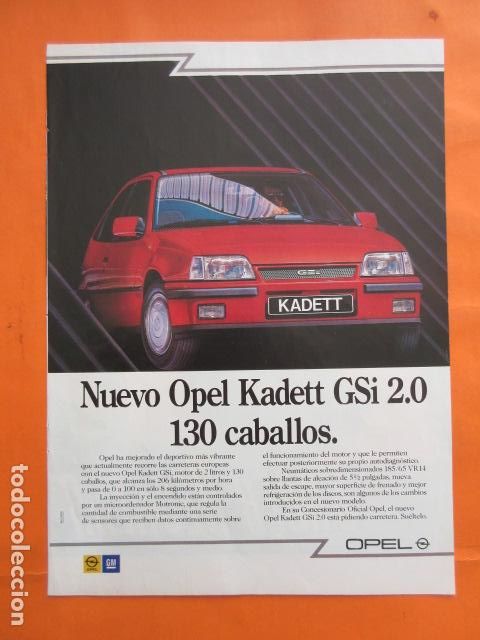 GSi
KADETT
Nuevo Opel Kadett GSi 2.0
130 caballos.
Opel ha mejorado el deportivo más vibrante
que actualmente recorre las carreteras europeas
con el nuevo Opel Kadett GSi, motor de 2 litros y 130
caballos, que alcanza los 206 kilómetros por hora
y pasa de 0 a 100 en sólo 8 segundos y medio.
La inyección y el encendido están controlados
por un microordenador Motronic, que regula la
cantidad de combustible mediante una serie
de sensores que reciben datos continuamente sobre
el funcionamiento del motor y que le permiten
efectuar posteriormente su propio autodiagnóstico.
Neumáticos sobredimensionados 185/65 VR14
sobre llantas de aleación de 5½ pulgadas, nueva
salida de escape, mayor superficie de frenado y mejor
refrigeración de los discos, son algunos de los cambios
introducidos en el nuevo modelo.
En su Concesionario Oficial Opel, el nuevo
Opel Kadett GSi 2.0 está pidiendo carretera. Suéltelo.
OPEL
OPEL
GM
todocoleccion